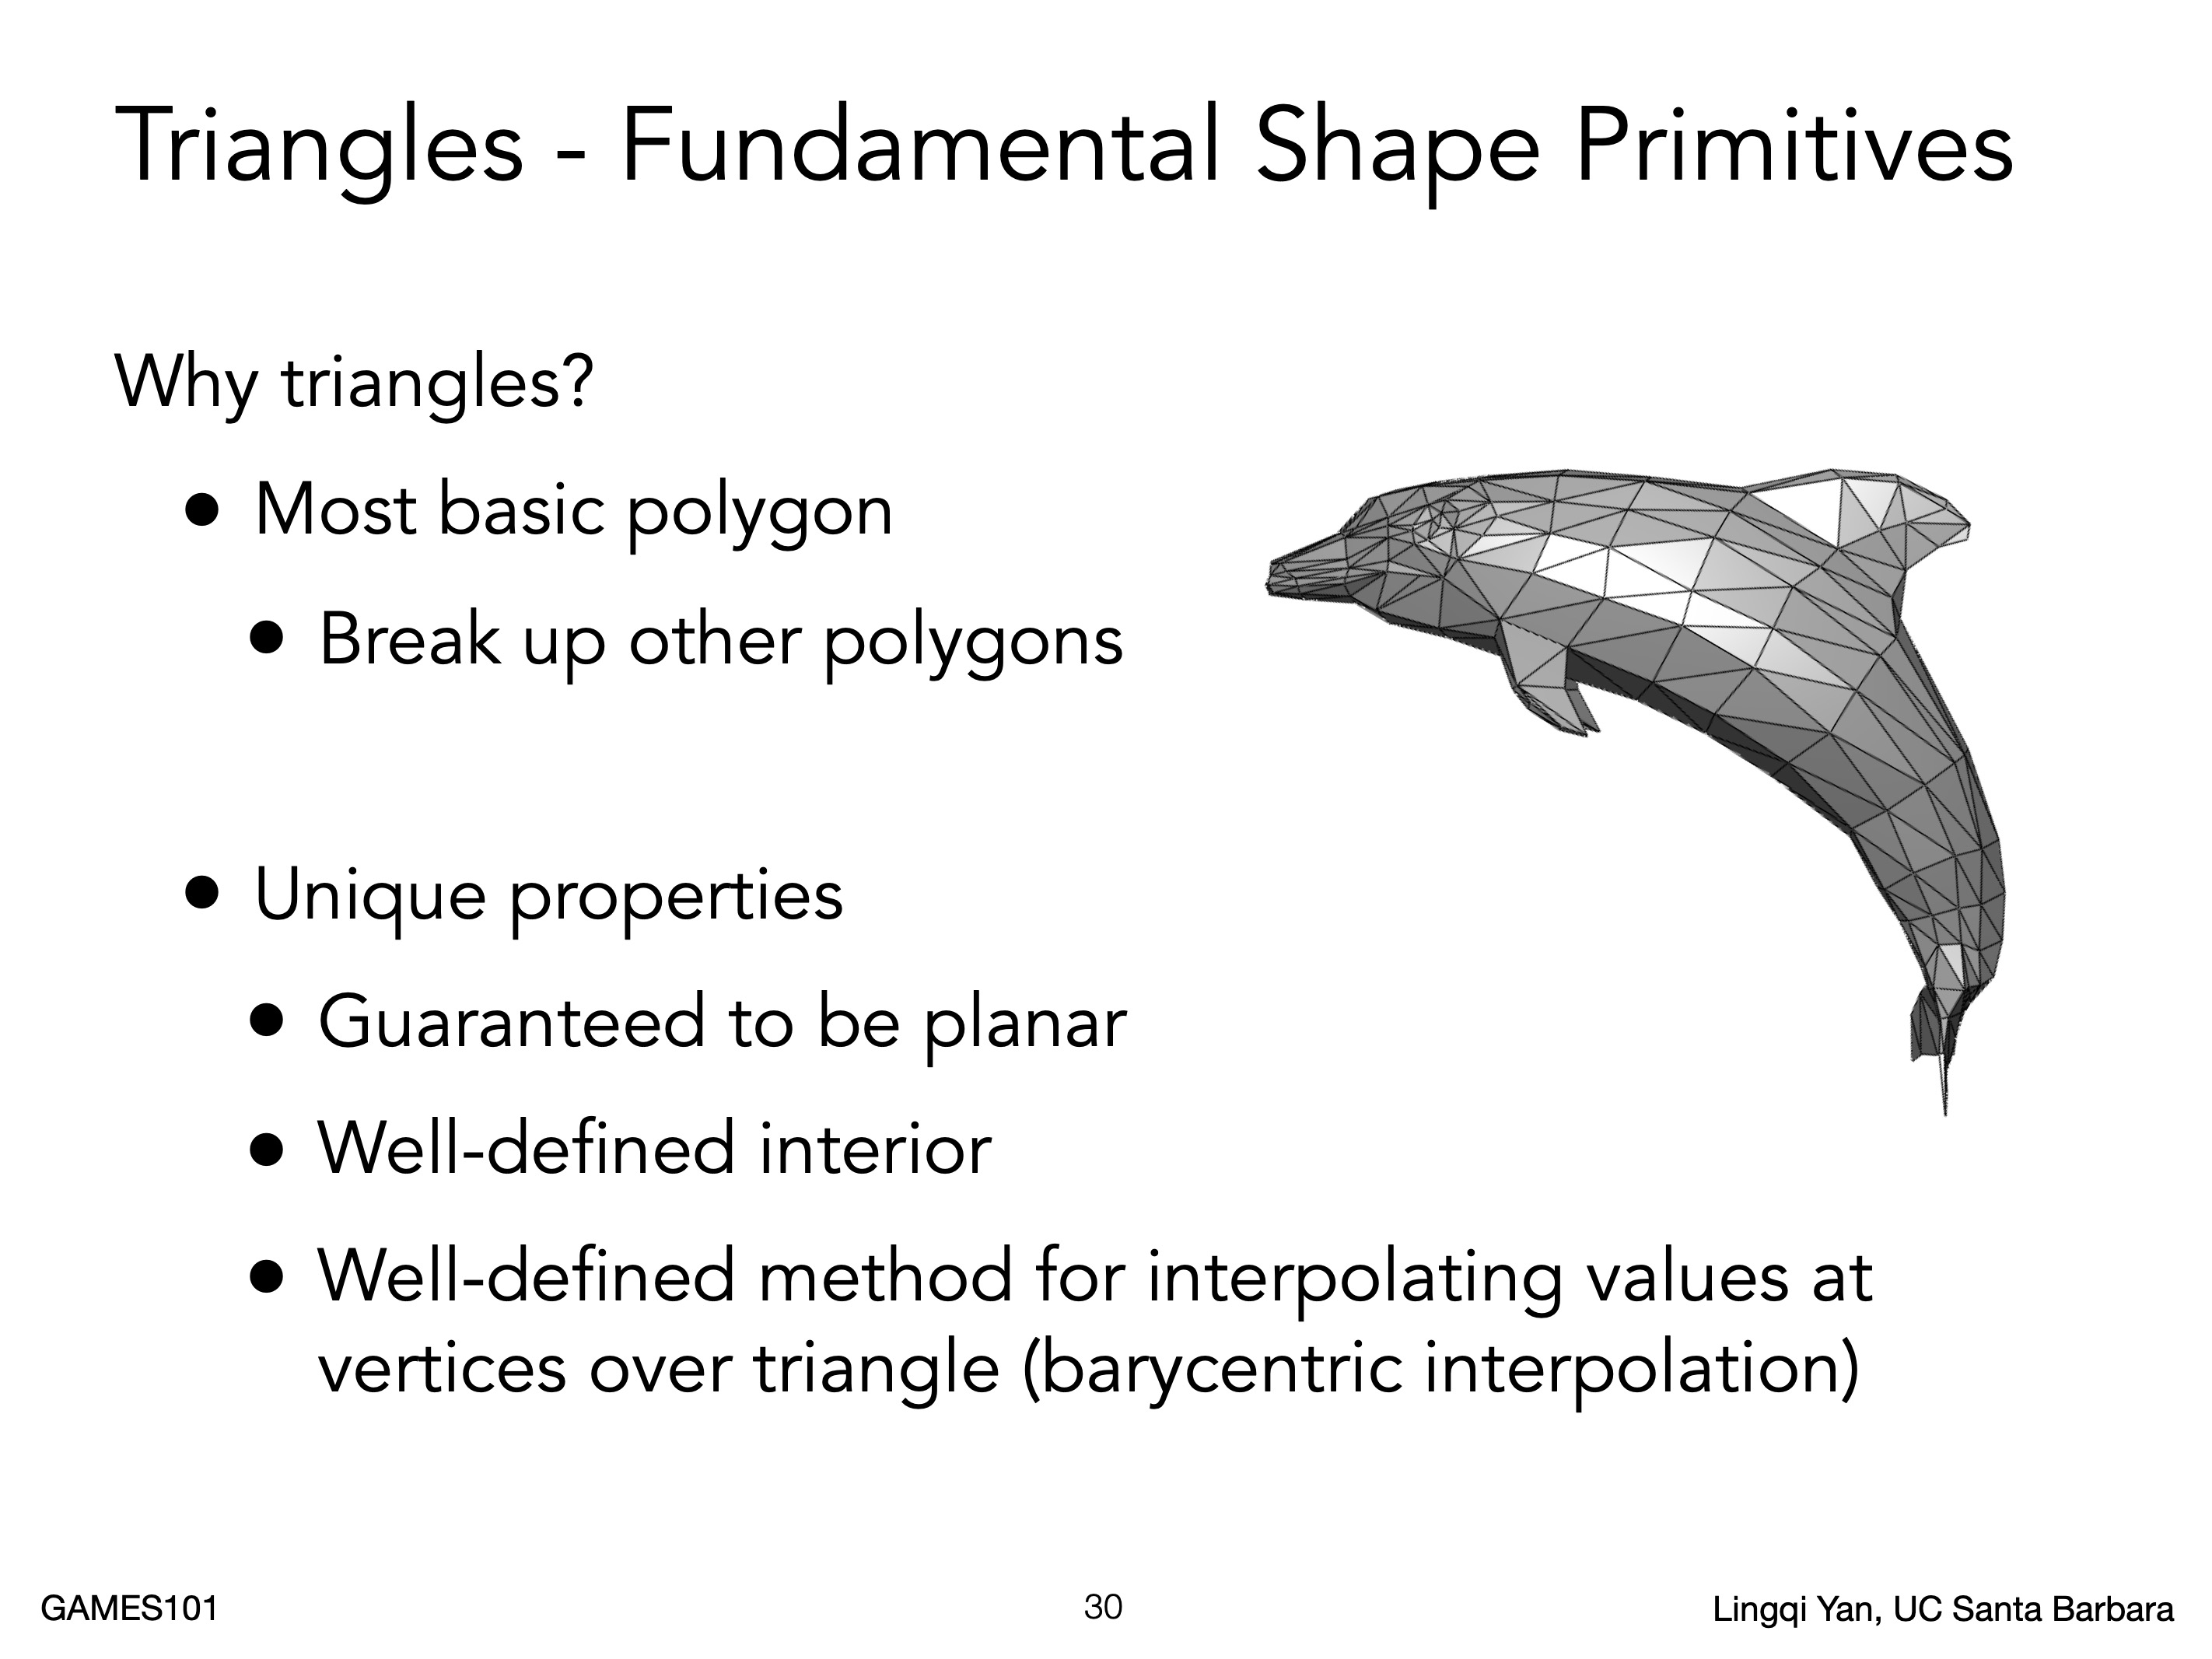 Triangles - Fundamental Shape Primitives
Why triangles?
• Most basic polygon
• Break up other polygons
• Unique properties
• Guaranteed to be planar
• Well-defined interior
• Well-defined method for interpolating values at
vertices over triangle (barycentric interpolation)
GAMES101
30
Lingqi Yan, UC Santa Barbara